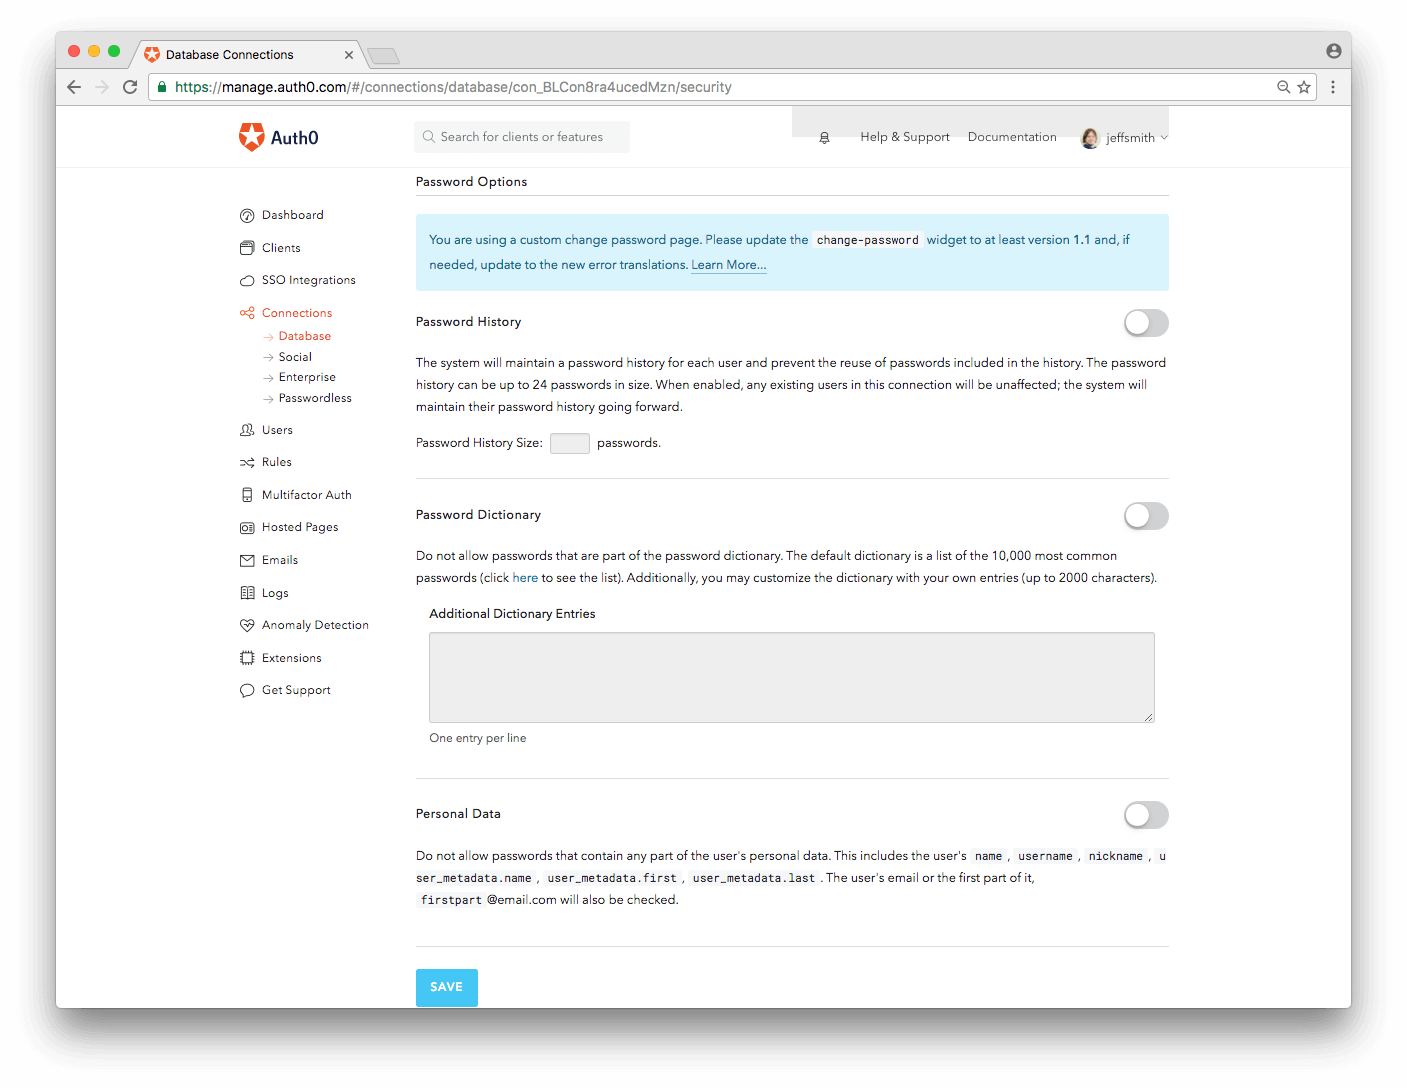 Database Connections
https://manage.auth0.com/#/connections/database/con_BLCon8ra4ucedMzn/security
Auth0
Search for clients or features
Help & Support
Documentation
jeffsmith
Dashboard
Clients
SSO Integrations
Connections
Database
Social
Enterprise
Passwordless
Users
Rules
Multifactor Auth
Hosted Pages
Emails
Logs
Anomaly Detection
Extensions
Get Support
Password Options
You are using a custom change password page. Please update the change-password widget to at least version 1.1 and, if
needed, update to the new error translations. Learn More...
Password History
The system will maintain a password history for each user and prevent the reuse of passwords included in the history. The password
history can be up to 24 passwords in size. When enabled, any existing users in this connection will be unaffected; the system will
maintain their password history going forward.
Password History Size: passwords.
Password Dictionary
Do not allow passwords that are part of the password dictionary. The default dictionary is a list of the 10,000 most common
passwords (click here to see the list). Additionally, you may customize the dictionary with your own entries (up to 2000 characters).
Additional Dictionary Entries
One entry per line
Personal Data
Do not allow passwords that contain any part of the user's personal data. This includes the user's name , username , nickname , u
ser_metadata.name , user_metadata.first , user_metadata.last . The user's email or the first part of it,
firstpart @email.com will also be checked.
SAVE